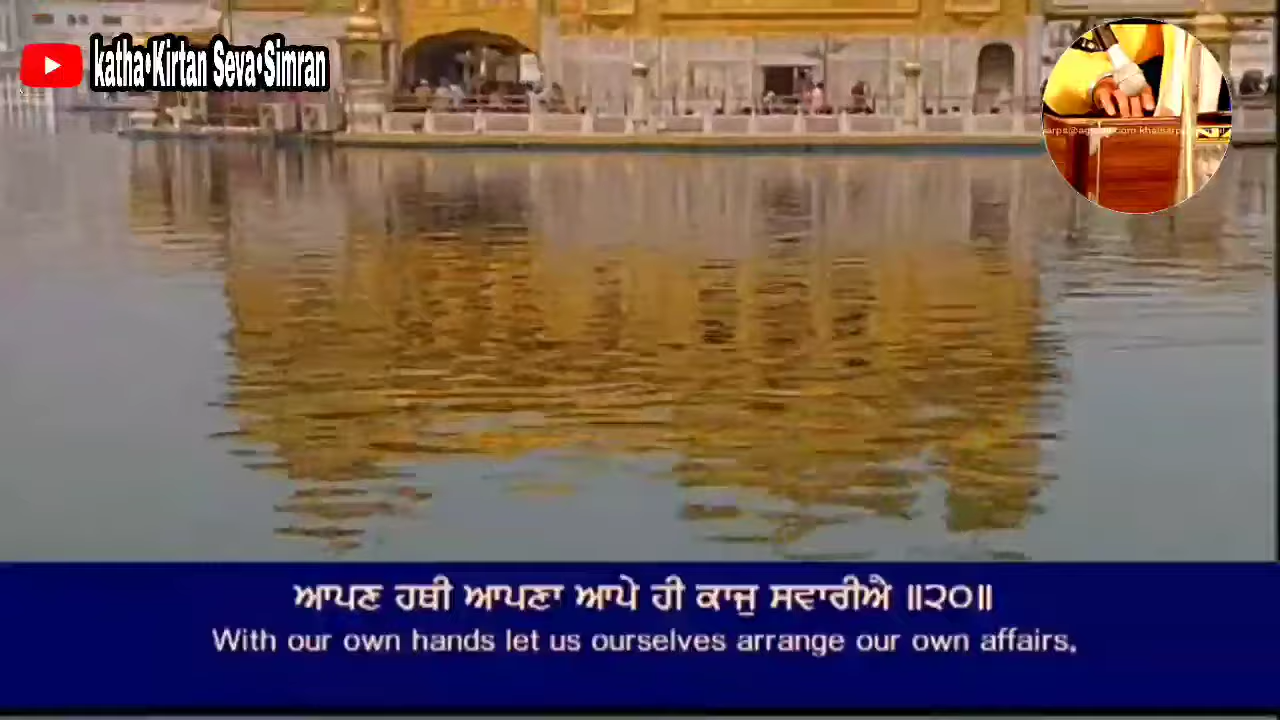 katha•Kirtan Seva•Simran
ਆਪਣ ਹਥੀ ਆਪਣਾ ਆਪੇ ਹੀ ਕਾਜੁ ਸਵਾਰੀਐ ॥੨੦॥
With our own hands let us ourselves arrange our own affairs.